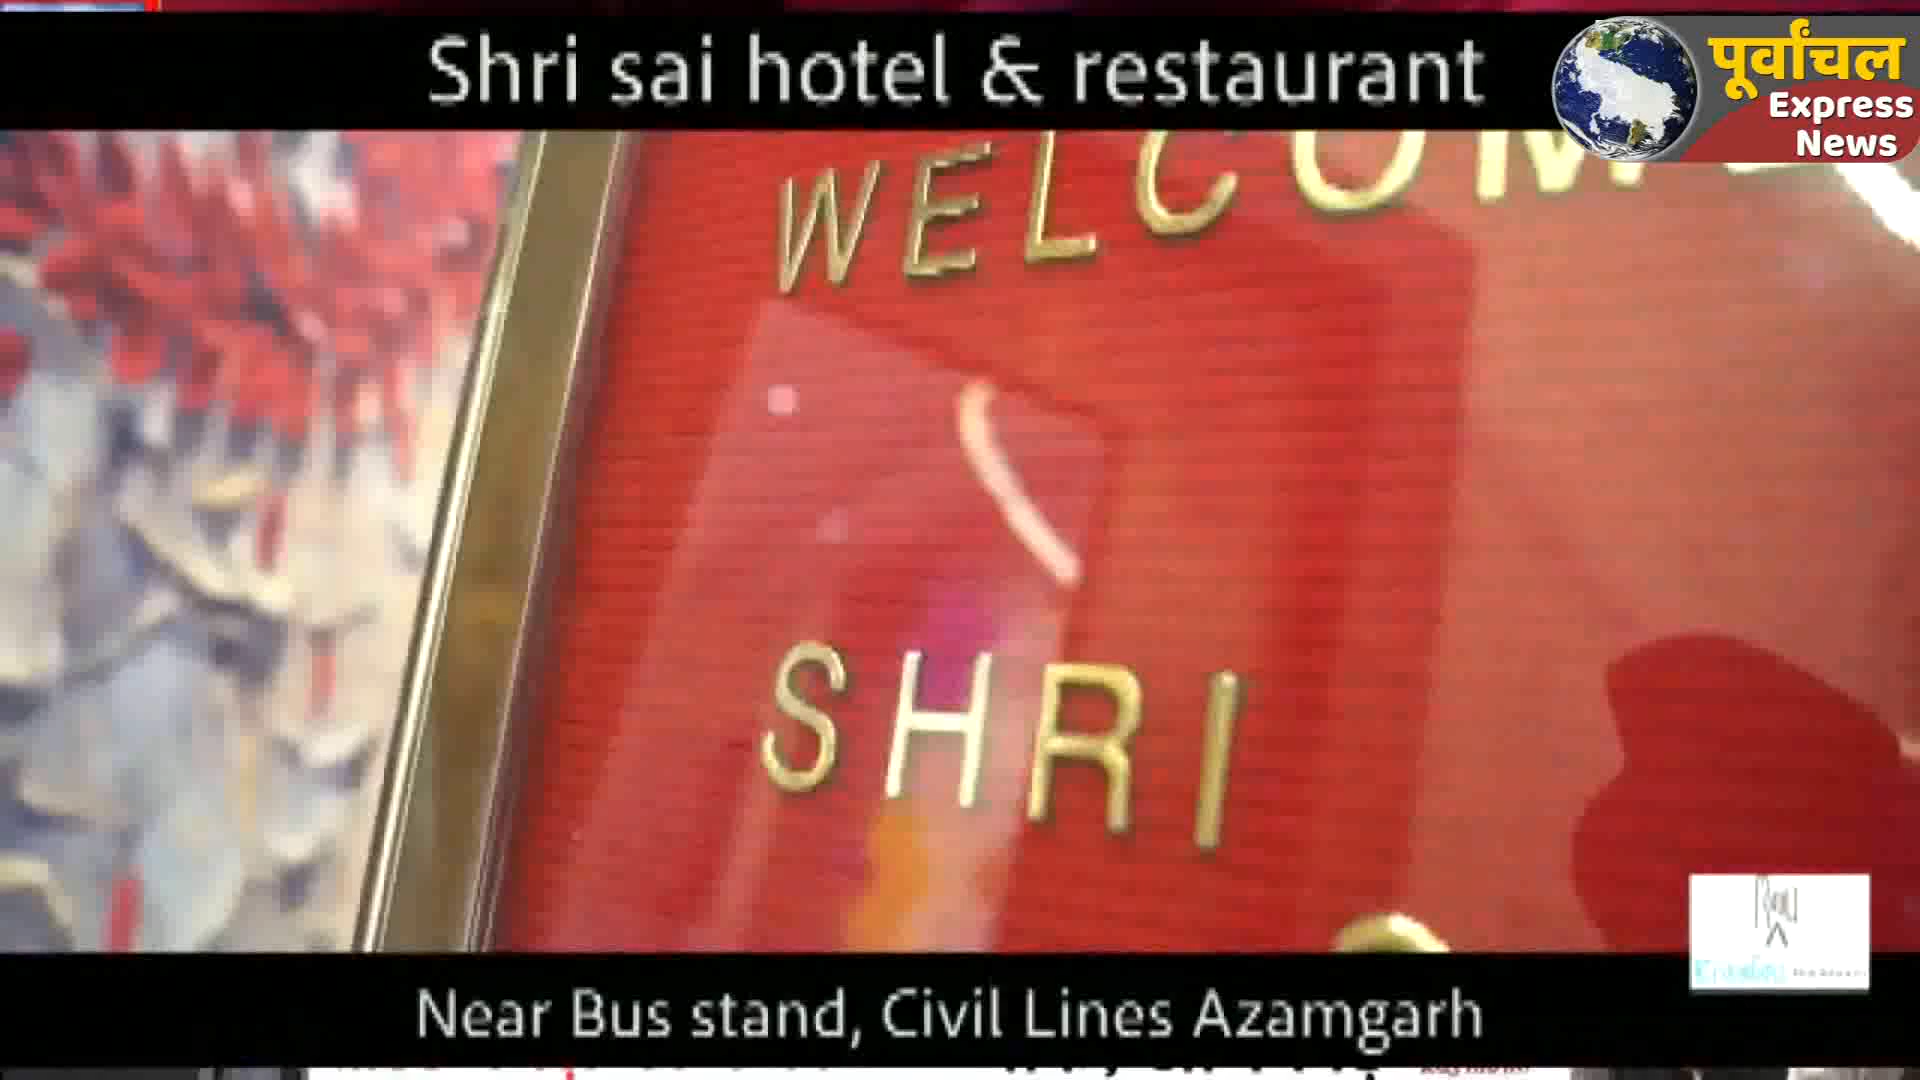 Shri sai hotel & restaurant
पूर्वांचल
Express
News
WELCOM
SHRI
Near Bus stand, Civil Lines Azamgarh